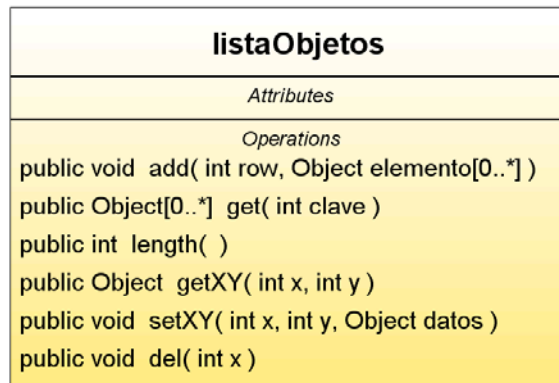 listaObjetos
Attributes
Operations
public void add( int row, Object elemento[0..*] )
public Object[0..*] get( int clave )
public int length( )
public Object getXY( int x, int y )
public void setXY( int x, int y, Object datos )
public void del( int x )